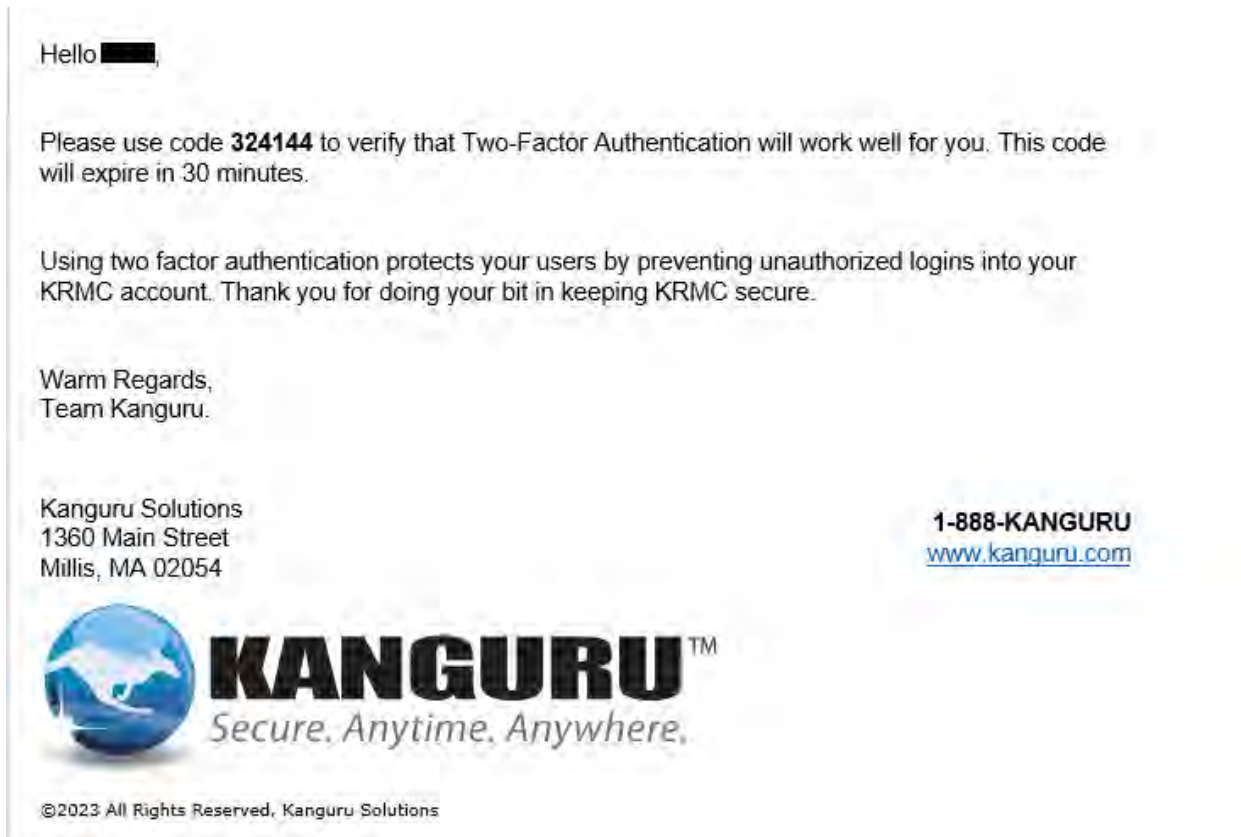 Hello ,
Please use code 324144 to verify that Two-Factor Authentication will work well for you. This code
will expire in 30 minutes.
Using two factor authentication protects your users by preventing unauthorized logins into your
KRMC account. Thank you for doing your bit in keeping KRMC secure.
Warm Regards,
Team Kanguru.
Kanguru Solutions
1360 Main Street
Millis, MA 02054
1-888-KANGURU
www.kanguru.com
KANGURU™
Secure. Anytime. Anywhere.
©2023 All Rights Reserved, Kanguru Solutions